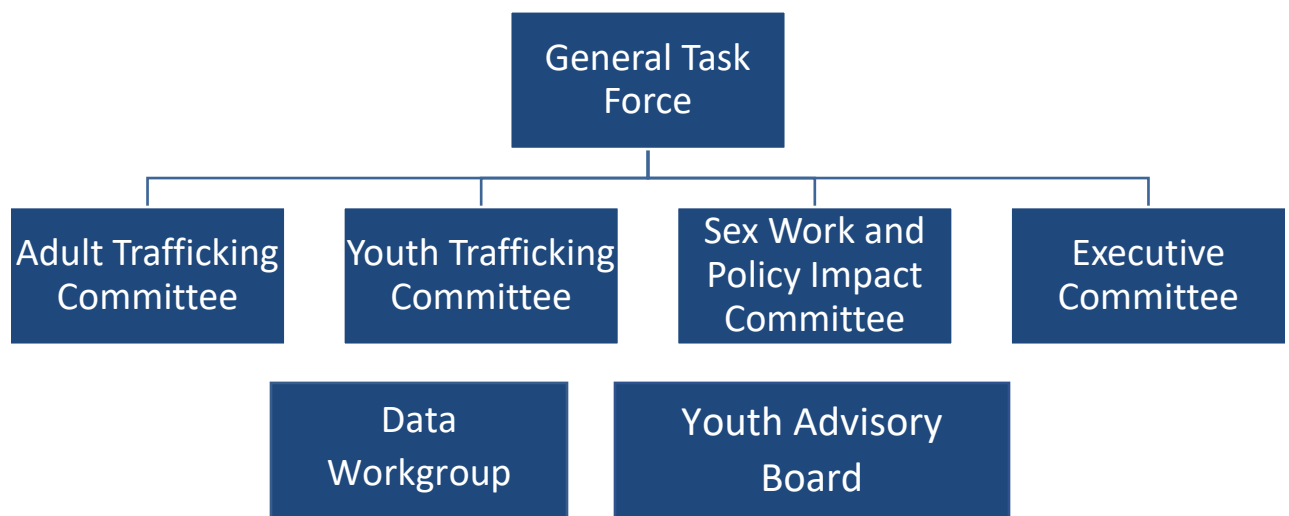 General Task
Force
Adult Trafficking
Committee
Youth Trafficking
Committee
Sex Work and
Policy Impact
Committee
Executive
Committee
Data
Workgroup
Youth Advisory
Board